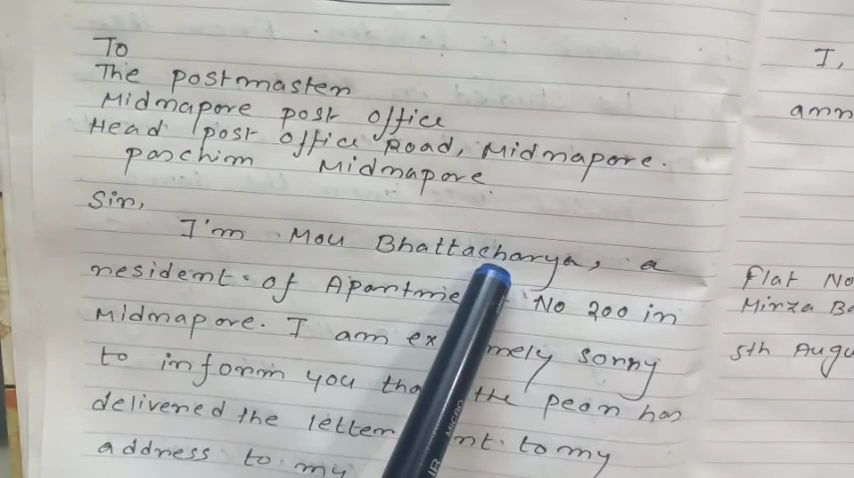 To
The postmaster
Midnapore post office
Head post office Road, Midnapore.
paschim Midnapore.
Sir,
I'm Mou Bhattacharya, a
resident of Apartme No 200 in
Midnapore. I am ex mely sorry
to inform you tha the peon has
delivered the letter nt to my
address to my
I,
ann
Flat No
Mirza Ba
5th Augu